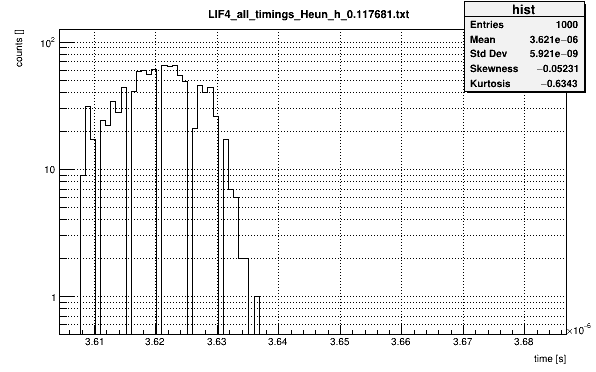 LIF4_all_timings_Heun_h_0.117681.txt
hist
Entries 1000
Mean 3.621e−06
Std Dev 5.921e−09
Skewness −0.05231
Kurtosis −0.6343
counts []
10²
10
1
3.61 3.62 3.63 3.64 3.65 3.66 3.67 3.68
×10⁻⁶
time [s]